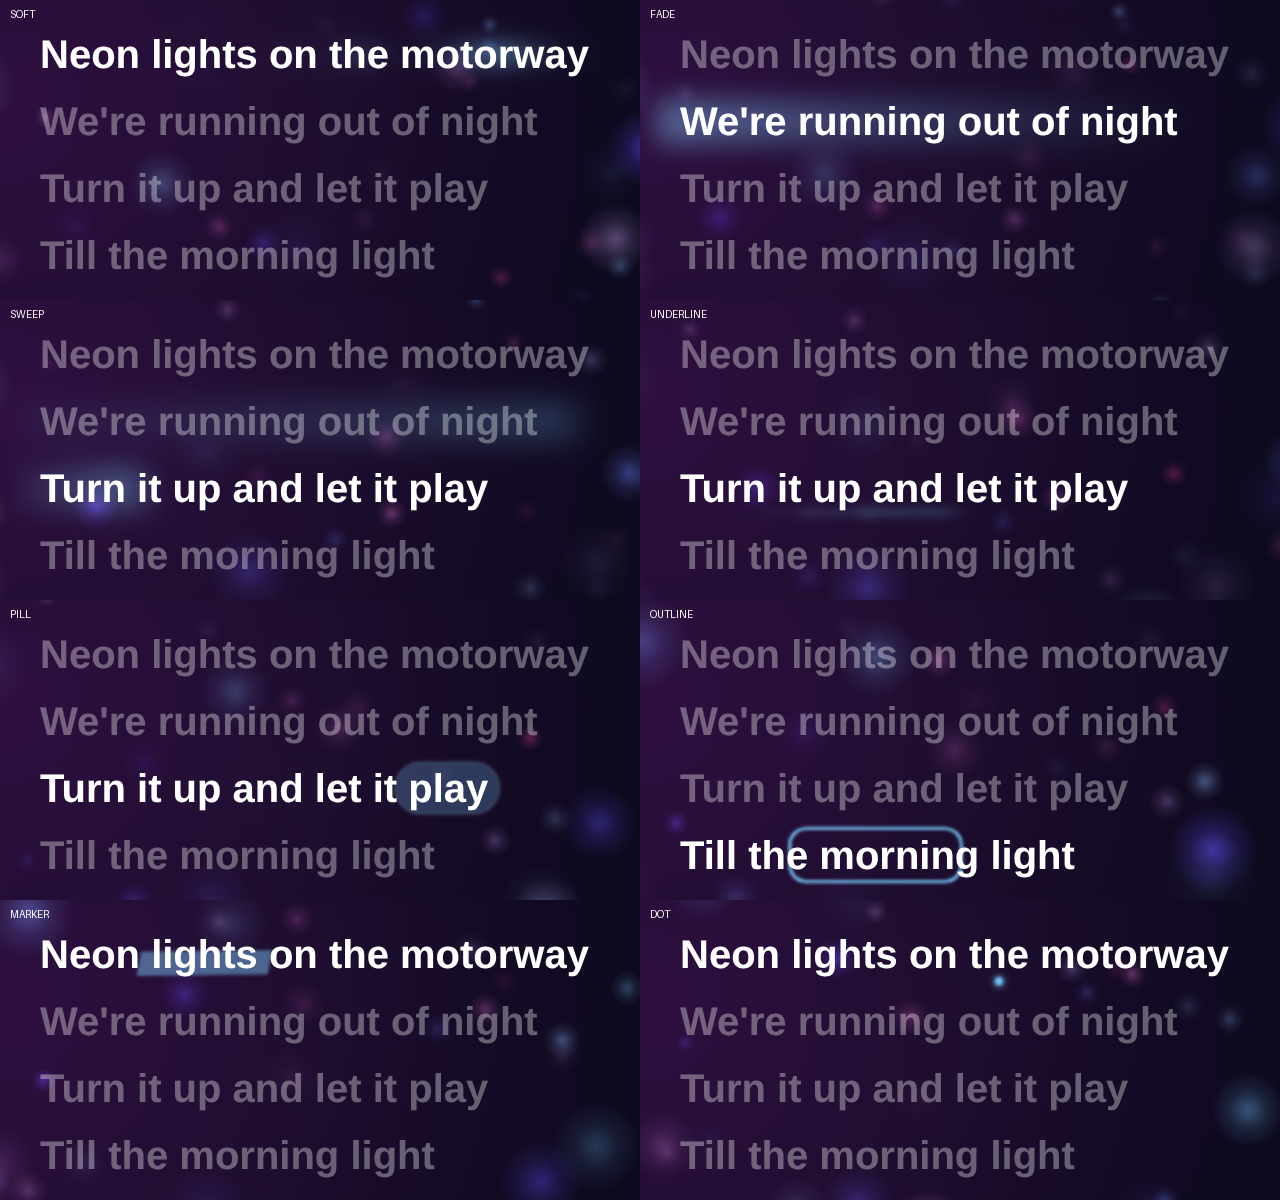 SOFT
Neon lights on the motorway
We're running out of night
Turn it up and let it play
Till the morning light
FADE
Neon lights on the motorway
We're running out of night
Turn it up and let it play
Till the morning light
SWEEP
Neon lights on the motorway
We're running out of night
Turn it up and let it play
Till the morning light
UNDERLINE
Neon lights on the motorway
We're running out of night
Turn it up and let it play
Till the morning light
PILL
Neon lights on the motorway
We're running out of night
Turn it up and let it play
Till the morning light
OUTLINE
Neon lights on the motorway
We're running out of night
Turn it up and let it play
Till the morning light
MARKER
Neon lights on the motorway
We're running out of night
Turn it up and let it play
Till the morning light
DOT
Neon lights on the motorway
We're running out of night
Turn it up and let it play
Till the morning light